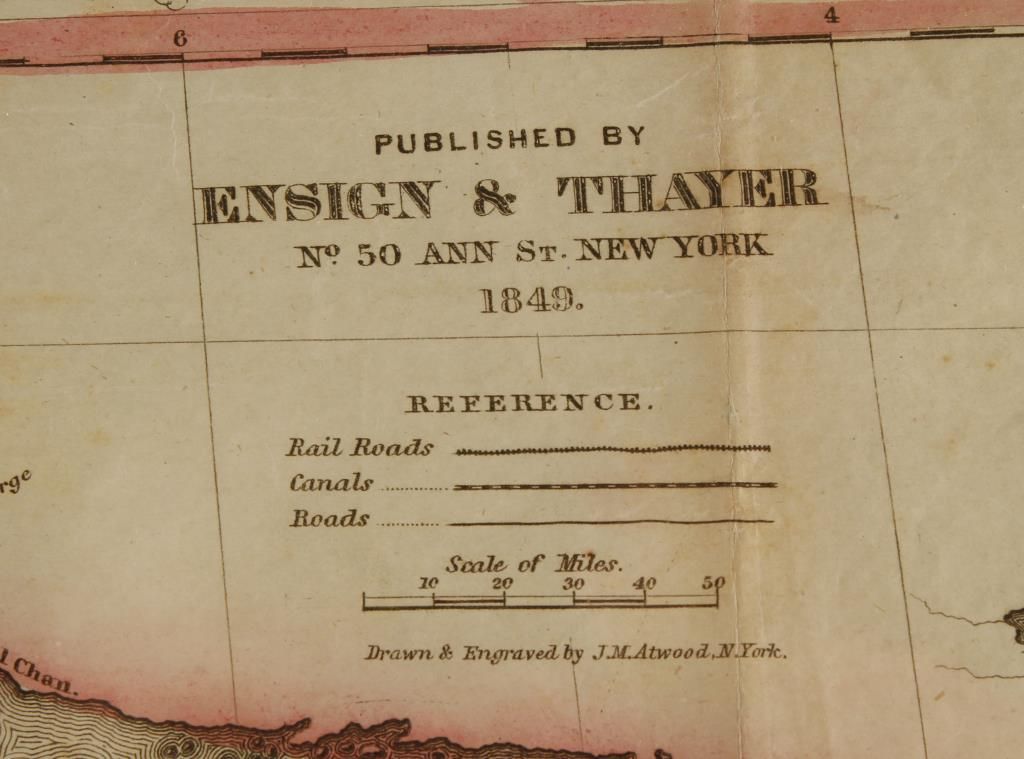 6 4
PUBLISHED BY
ENSIGN & THAYER
Nº 50 ANN ST. NEW YORK
1849.
REFERENCE.
Rail Roads
Canals
Roads
Scale of Miles.
10 20 30 40 50
Drawn & Engraved by J.M. Atwood, N. York.
Chan.